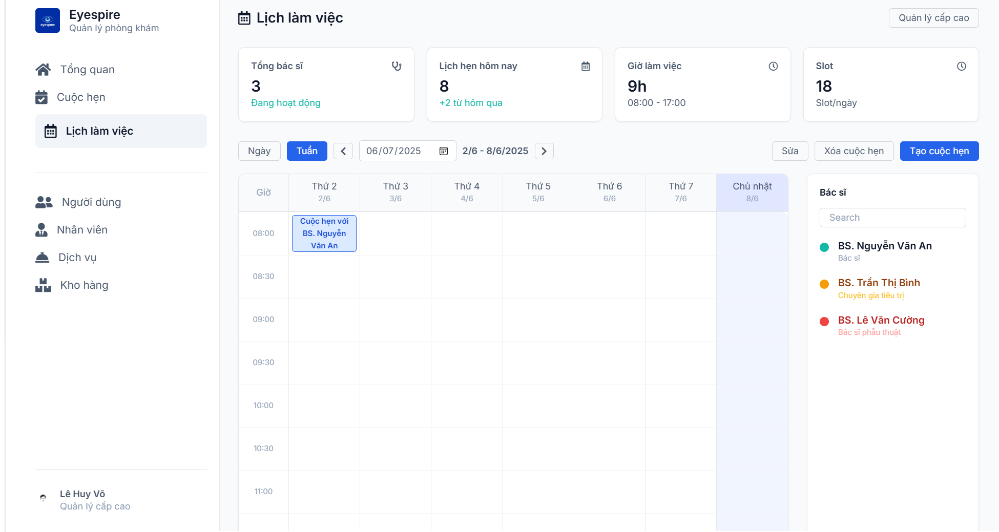 Eyespire
Quản lý phòng khám
eyespire
Tổng quan
Cuộc hẹn
Lịch làm việc
Người dùng
Nhân viên
Dịch vụ
Kho hàng
Lê Huy Võ
Quản lý cấp cao
Lịch làm việc
Quản lý cấp cao
Tổng bác sĩ
3
Đang hoạt động
Lịch hẹn hôm nay
8
+2 từ hôm qua
Giờ làm việc
9h
08:00 - 17:00
Slot
18
Slot/ngày
Ngày
Tuần
06/07/2025
2/6 - 8/6/2025
Sửa
Xóa cuộc hẹn
Tạo cuộc hẹn
Giờ
Thứ 2
2/6
Thứ 3
3/6
Thứ 4
4/6
Thứ 5
5/6
Thứ 6
6/6
Thứ 7
7/6
Chủ nhật
8/6
08:00
Cuộc hẹn với
BS. Nguyễn
Văn An
08:30
09:00
09:30
10:00
10:30
11:00
Bác sĩ
Search
BS. Nguyễn Văn An
Bác sĩ
BS. Trần Thị Bình
Chuyên gia tiêu trị
BS. Lê Văn Cường
Bác sĩ phẫu thuật